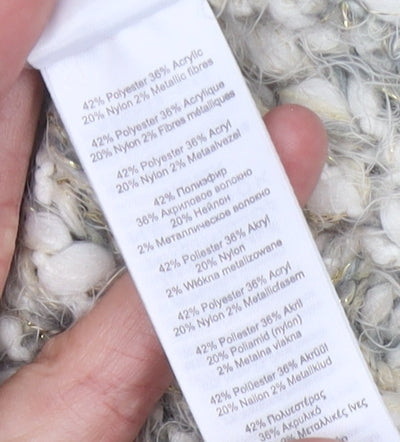 42% Polyester 36% Acrylic
20% Nylon 2% Metallic fibres
42% Polyester 36% Acrylique
20% Nylon 2% Fibres métalliques
42% Polyester 36% Acryl
20% Nylon 2% Metaalvezel
42% Полиэфир
36% Акриловое волокно
20% Нейлон
2% Металлическое волокно
42% Poliester 36% Akryl
20% Nylon
2% Włókna metalizowane
42% Polyester 36% Acryl
20% Nylon 2% Metallicfasern
42% Poliester 36% Akril
20% Poliamid (nylon)
2% Metalna vlakna
42% Polüester 36% Akrüül
20% Nailon 2% Metallkiud
42% Πολυεστέρας
36% Ακρυλικό
Μεταλλικές ίνες